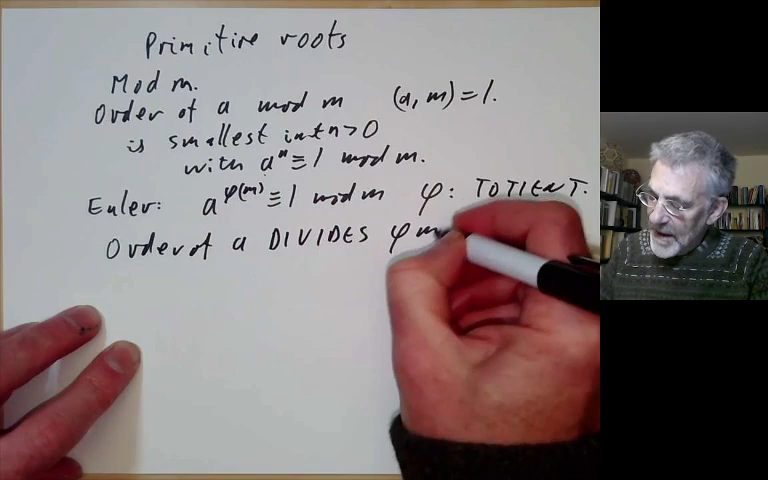 Primitive roots
Mod m.
Order of a mod m (a, m) = 1.
is smallest int n>0
with aⁿ ≡ 1 mod m.
Euler: a^φ(m) ≡ 1 mod m φ: TOTIENT.
Order of a DIVIDES φ m